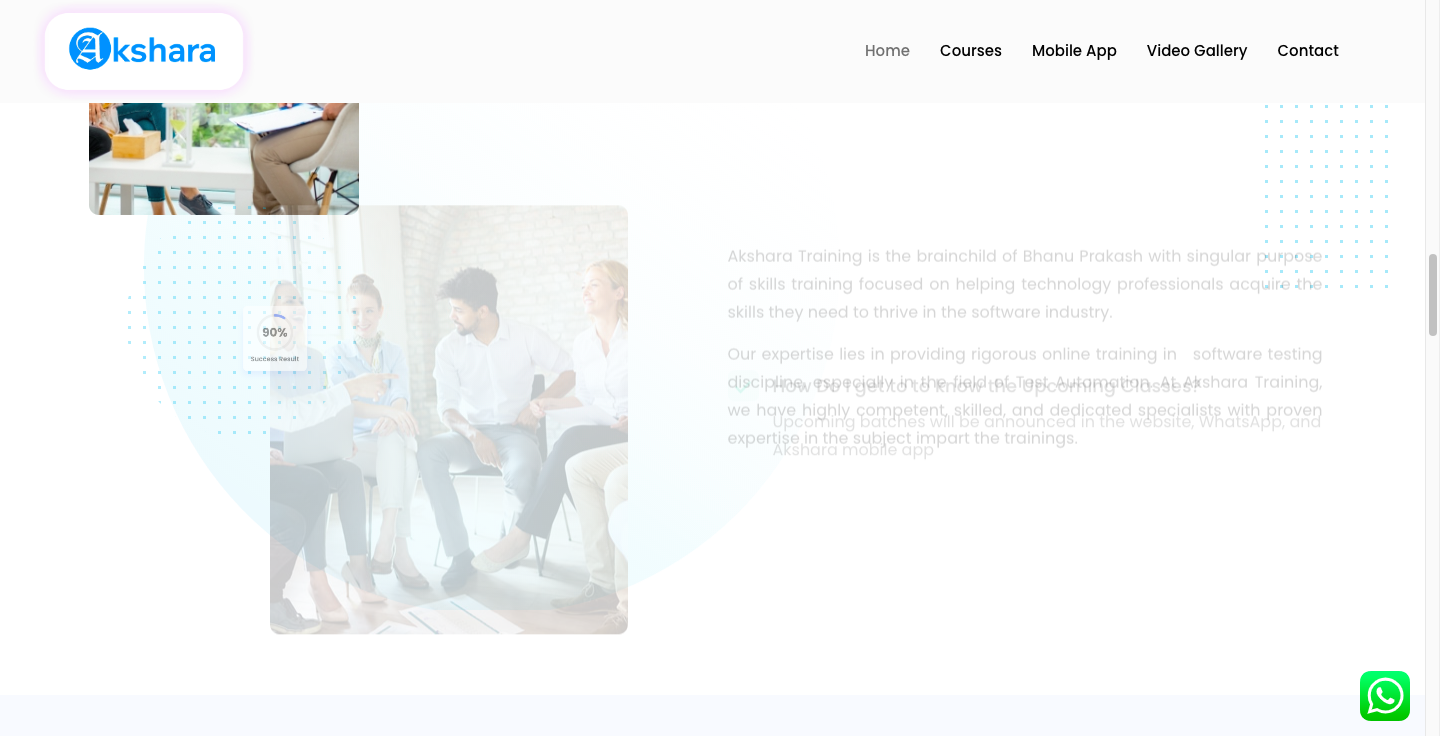 Akshara
Home Courses Mobile App Video Gallery Contact
90%
Success Result
Akshara Training is the brainchild of Bhanu Prakash with singular purpose
of skills training focused on helping technology professionals acquire the
skills they need to thrive in the software industry.
Our expertise lies in providing rigorous online training in software testing
discipline, especially in the field of Test Automation. At Akshara Training,
we have highly competent, skilled, and dedicated specialists with proven
expertise in the subject impart the trainings.
How Do I get to Know the Upcoming Classes?
Upcoming batches will be announced in the website, WhatsApp, and
Akshara mobile app